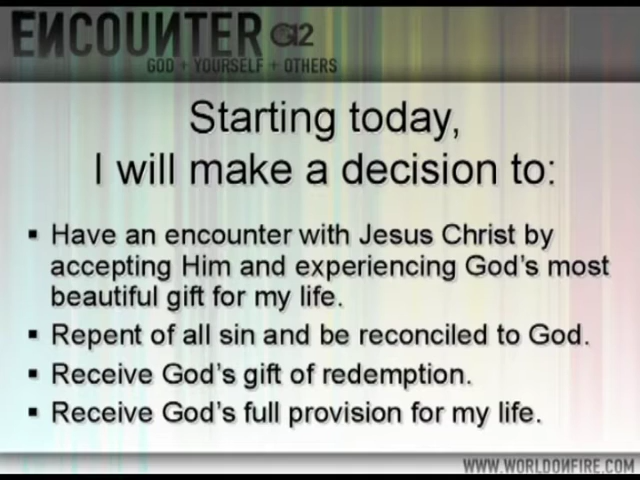 ENCOUNTER G12
GOD + YOURSELF + OTHERS
Starting today,
I will make a decision to:
▪ Have an encounter with Jesus Christ by
accepting Him and experiencing God's most
beautiful gift for my life.
▪ Repent of all sin and be reconciled to God.
▪ Receive God's gift of redemption.
▪ Receive God's full provision for my life.
WWW.WORLDONFIRE.COM